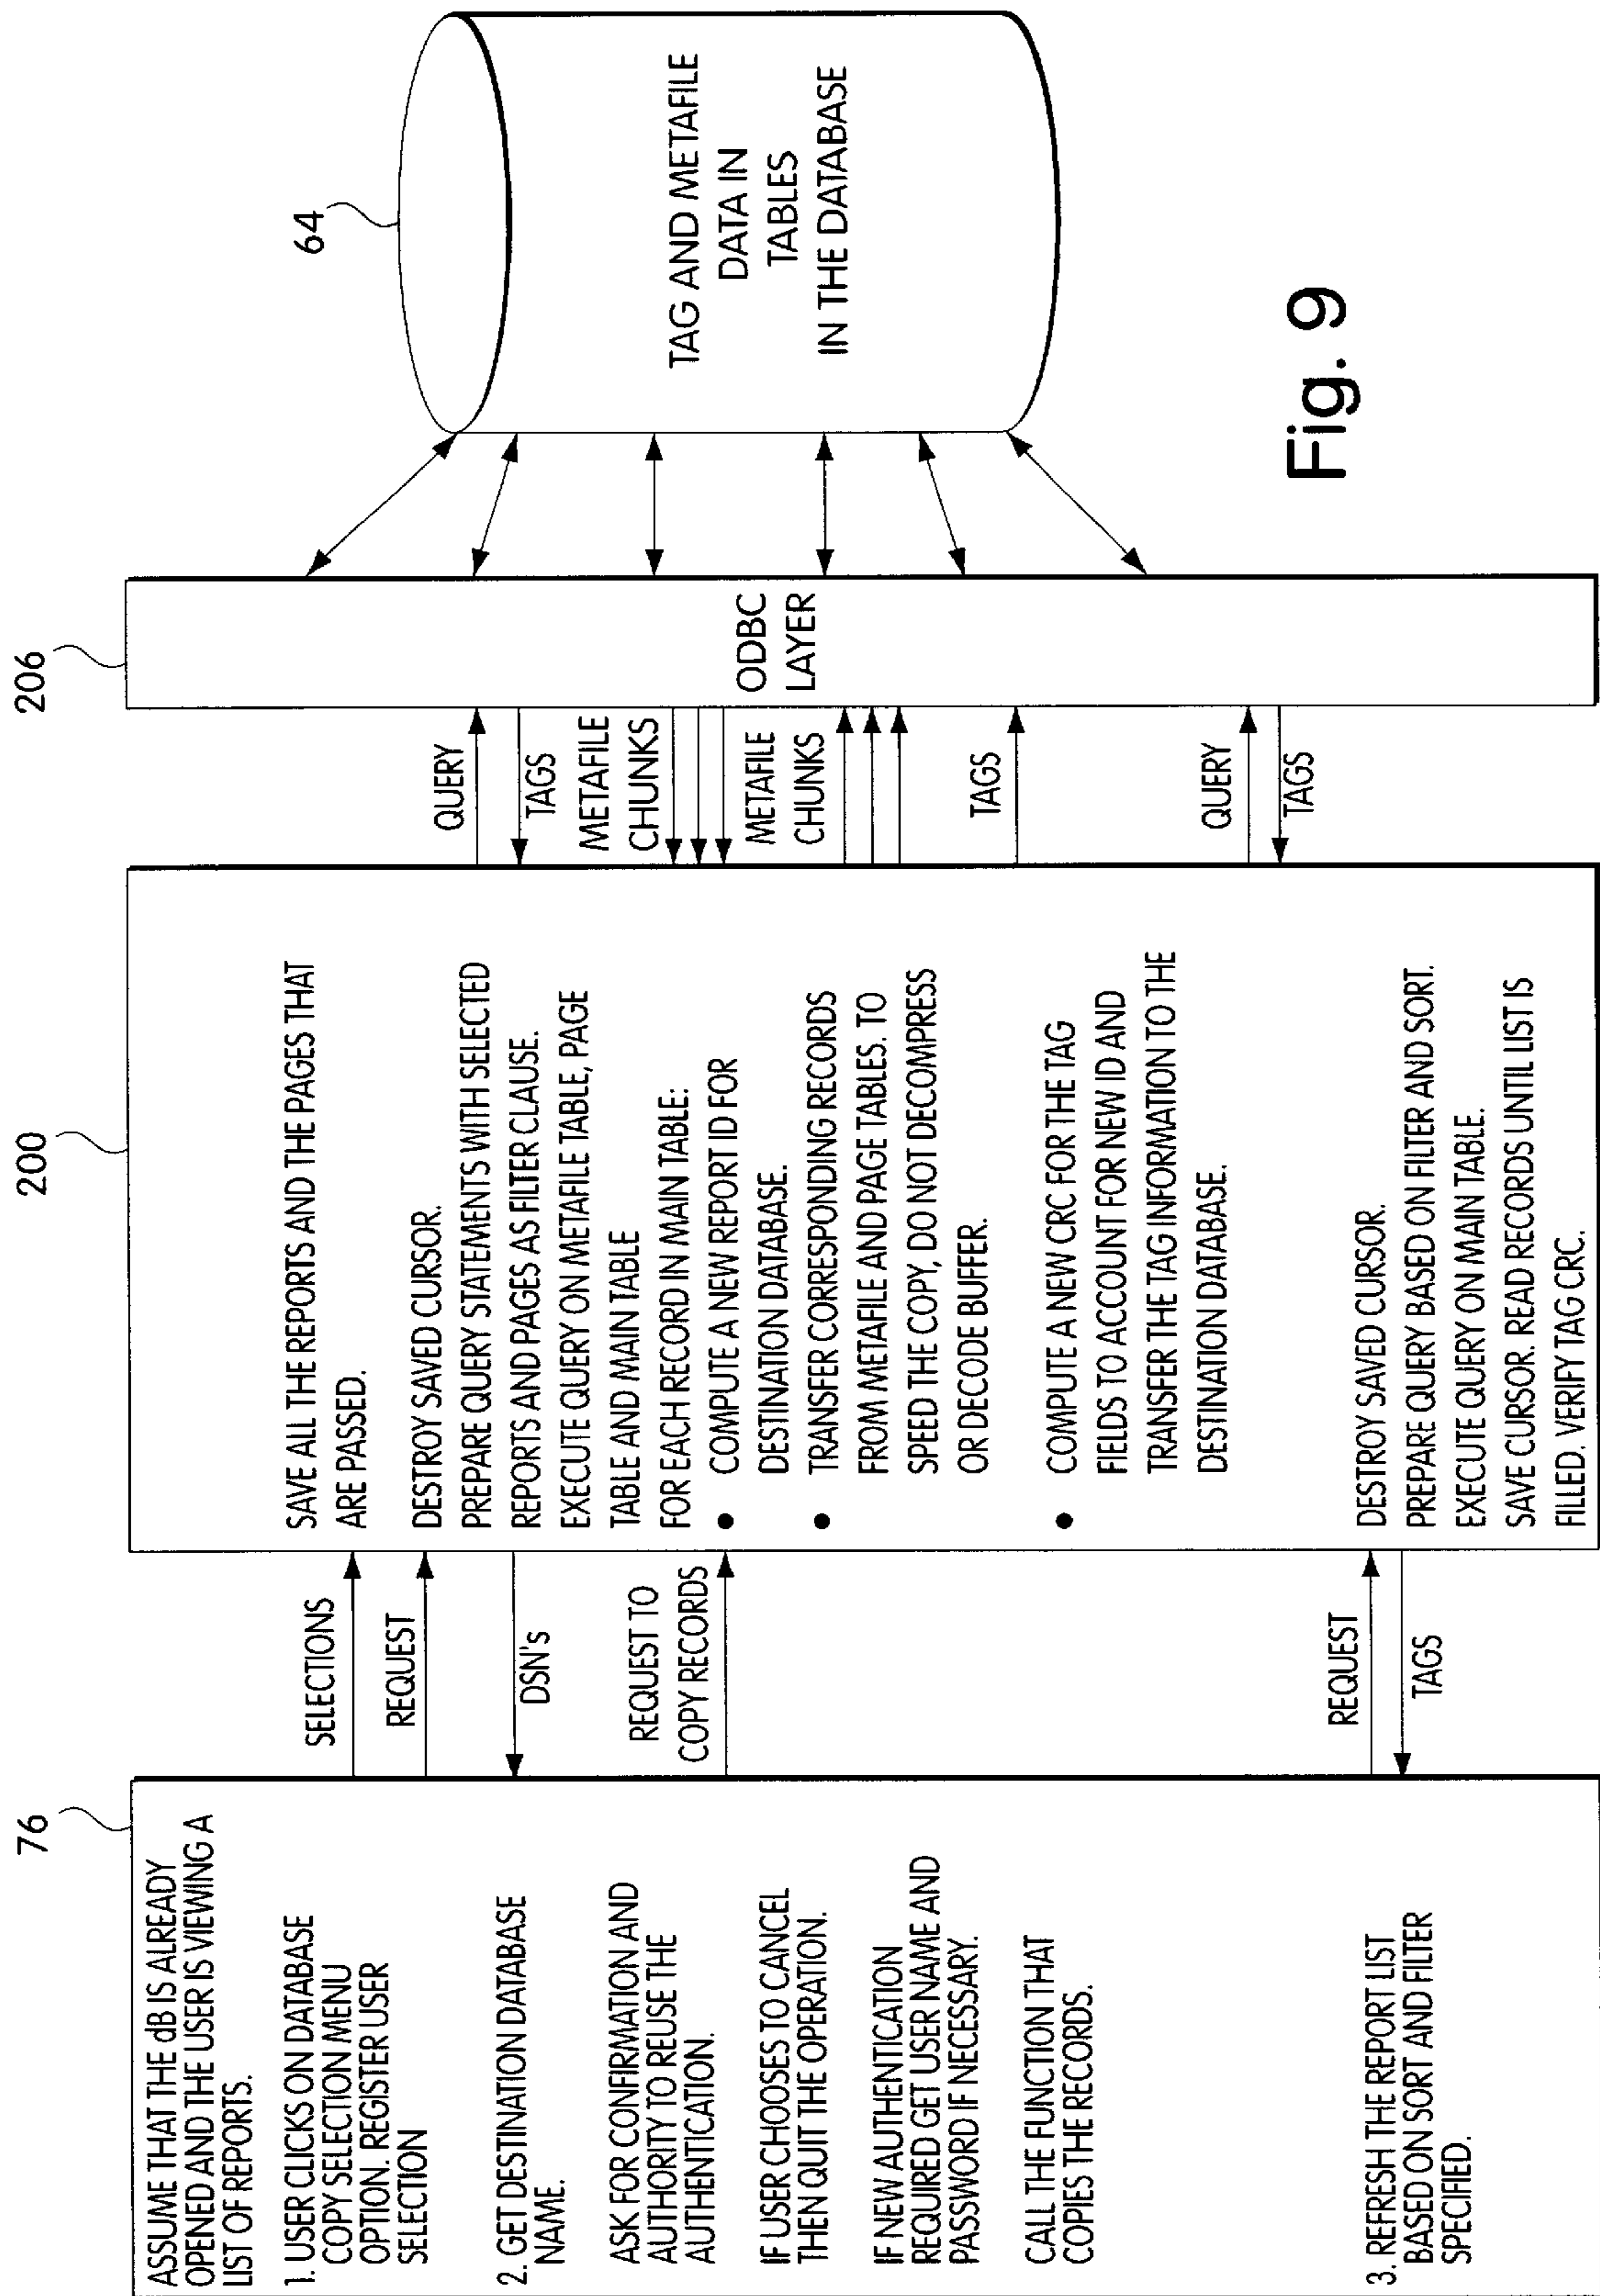 76
ASSUME THAT THE dB IS ALREADY
OPENED AND THE USER IS VIEWING A
LIST OF REPORTS.
1. USER CLICKS ON DATABASE
COPY SELECTION MENU
OPTION. REGISTER USER
SELECTION
2. GET DESTINATION DATABASE
NAME.
ASK FOR CONFIRMATION AND
AUTHORITY TO REUSE THE
AUTHENTICATION.
IF USER CHOOSES TO CANCEL
THEN QUIT THE OPERATION.
IF NEW AUTHENTICATION
REQUIRED GET USER NAME AND
PASSWORD IF NECESSARY.
CALL THE FUNCTION THAT
COPIES THE RECORDS.
3. REFRESH THE REPORT LIST
BASED ON SORT AND FILTER
SPECIFIED.
SELECTIONS
REQUEST
DSN's
REQUEST TO
COPY RECORDS
REQUEST
TAGS
200
SAVE ALL THE REPORTS AND THE PAGES THAT
ARE PASSED.
DESTROY SAVED CURSOR.
PREPARE QUERY STATEMENTS WITH SELECTED
REPORTS AND PAGES AS FILTER CLAUSE.
EXECUTE QUERY ON METAFILE TABLE, PAGE
TABLE AND MAIN TABLE
FOR EACH RECORD IN MAIN TABLE:
● COMPUTE A NEW REPORT ID FOR
DESTINATION DATABASE.
● TRANSFER CORRESPONDING RECORDS
FROM METAFILE AND PAGE TABLES. TO
SPEED THE COPY, DO NOT DECOMPRESS
OR DECODE BUFFER.
● COMPUTE A NEW CRC FOR THE TAG
FIELDS TO ACCOUNT FOR NEW ID AND
TRANSFER THE TAG INFORMATION TO THE
DESTINATION DATABASE.
DESTROY SAVED CURSOR.
PREPARE QUERY BASED ON FILTER AND SORT.
EXECUTE QUERY ON MAIN TABLE.
SAVE CURSOR. READ RECORDS UNTIL LIST IS
FILLED. VERIFY TAG CRC.
QUERY
TAGS
METAFILE
CHUNKS
METAFILE
CHUNKS
TAGS
QUERY
TAGS
206
ODBC
LAYER
64
TAG AND METAFILE
DATA IN
TABLES
IN THE DATABASE
Fig. 9